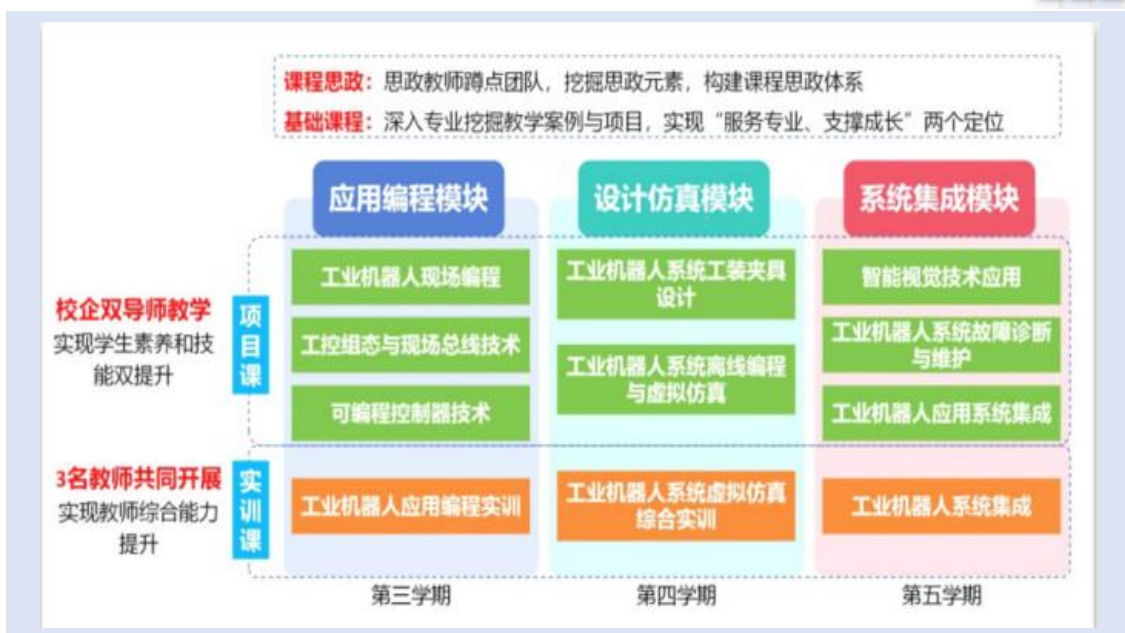 课程思政：思政教师蹲点团队，挖掘思政元素，构建课程思政体系
基础课程：深入专业挖掘教学案例与项目，实现“服务专业、支撑成长”两个定位
应用编程模块
设计仿真模块
系统集成模块
校企双导师教学
实现学生素养和技
能双提升
项
目
课
工业机器人现场编程
工控组态与现场总线技术
可编程控制器技术
工业机器人系统工装夹具
设计
工业机器人系统离线编程
与虚拟仿真
智能视觉技术应用
工业机器人系统故障诊断
与维护
工业机器人应用系统集成
3名教师共同开展
实现教师综合能力
提升
实
训
课
工业机器人应用编程实训
工业机器人系统虚拟仿真
综合实训
工业机器人系统集成
第三学期
第四学期
第五学期